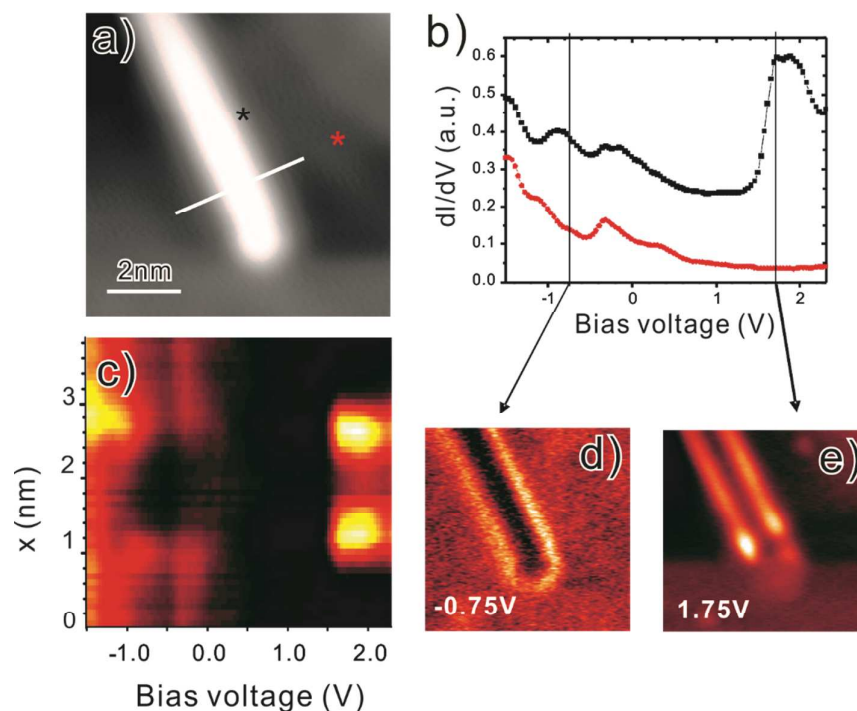 a)
*
*
2nm
b)
dI/dV (a.u.)
0.6
0.5
0.4
0.3
0.2
0.1
0.0
-1 0 1 2
Bias voltage (V)
c)
x (nm)
3
2
1
0
-1.0 0.0 1.0 2.0
Bias voltage (V)
d)
-0.75V
e)
1.75V